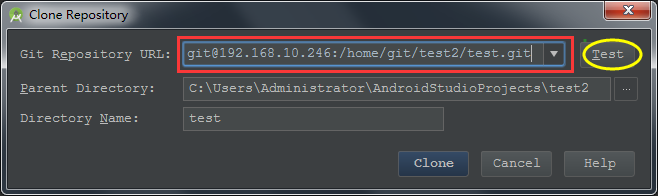 Clone Repository
Git Repository URL: git@192.168.10.246:/home/git/test2/test.git Test
Parent Directory: C:\Users\Administrator\AndroidStudioProjects\test2 ...
Directory Name: test
Clone Cancel Help